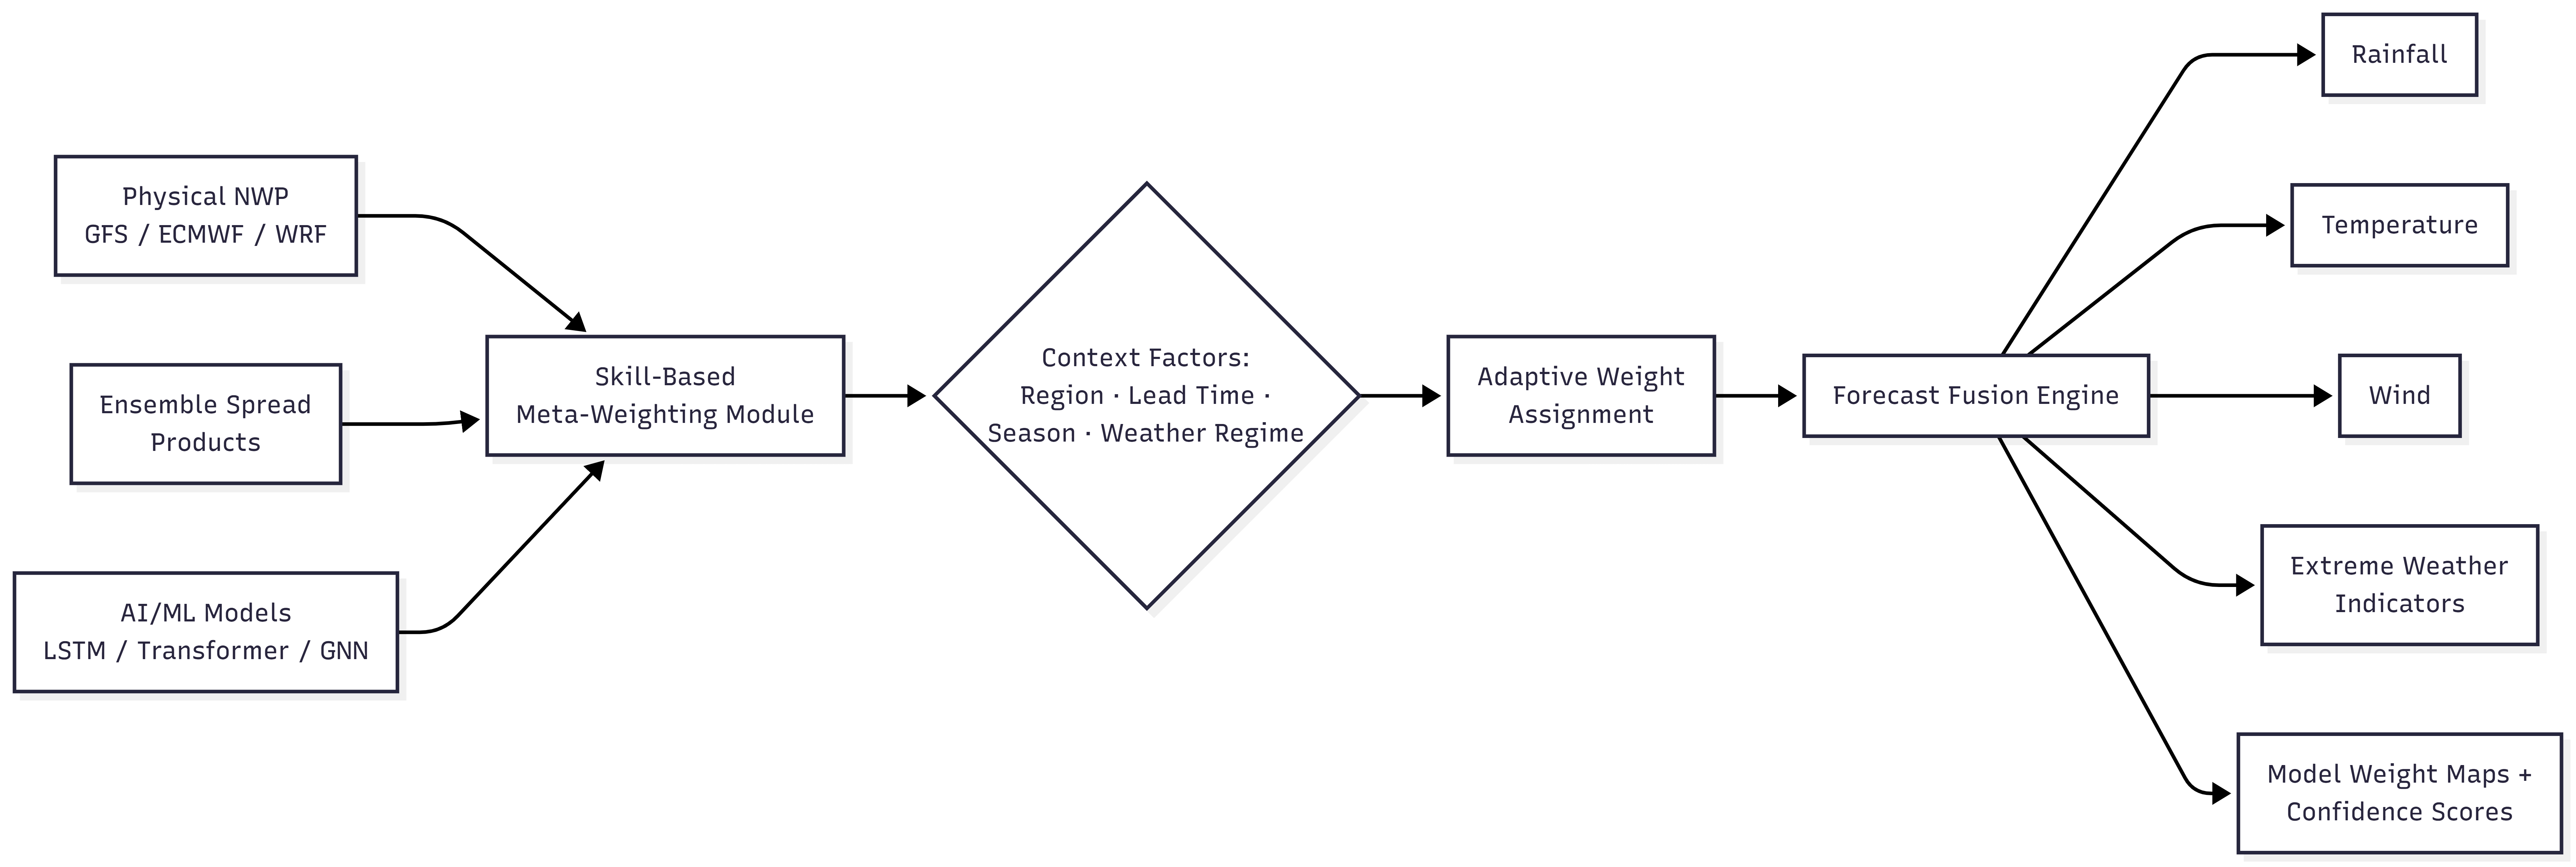 Physical NWP
GFS / ECMWF / WRF
Ensemble Spread
Products
AI/ML Models
LSTM / Transformer / GNN
Skill-Based
Meta-Weighting Module
Context Factors:
Region · Lead Time ·
Season · Weather Regime
Adaptive Weight
Assignment
Forecast Fusion Engine
Rainfall
Temperature
Wind
Extreme Weather
Indicators
Model Weight Maps +
Confidence Scores